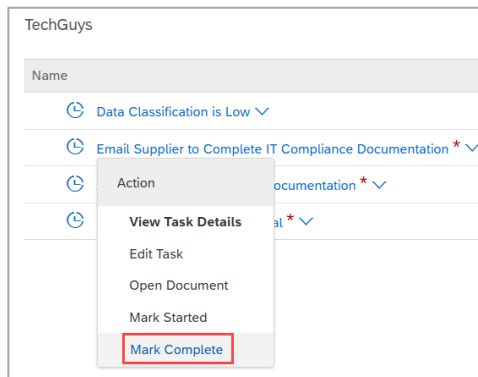 TechGuys
Name
Data Classification is Low
Email Supplier to Complete IT Compliance Documentation *
Action
ocumentation *
View Task Details
al *
Edit Task
Open Document
Mark Started
Mark Complete